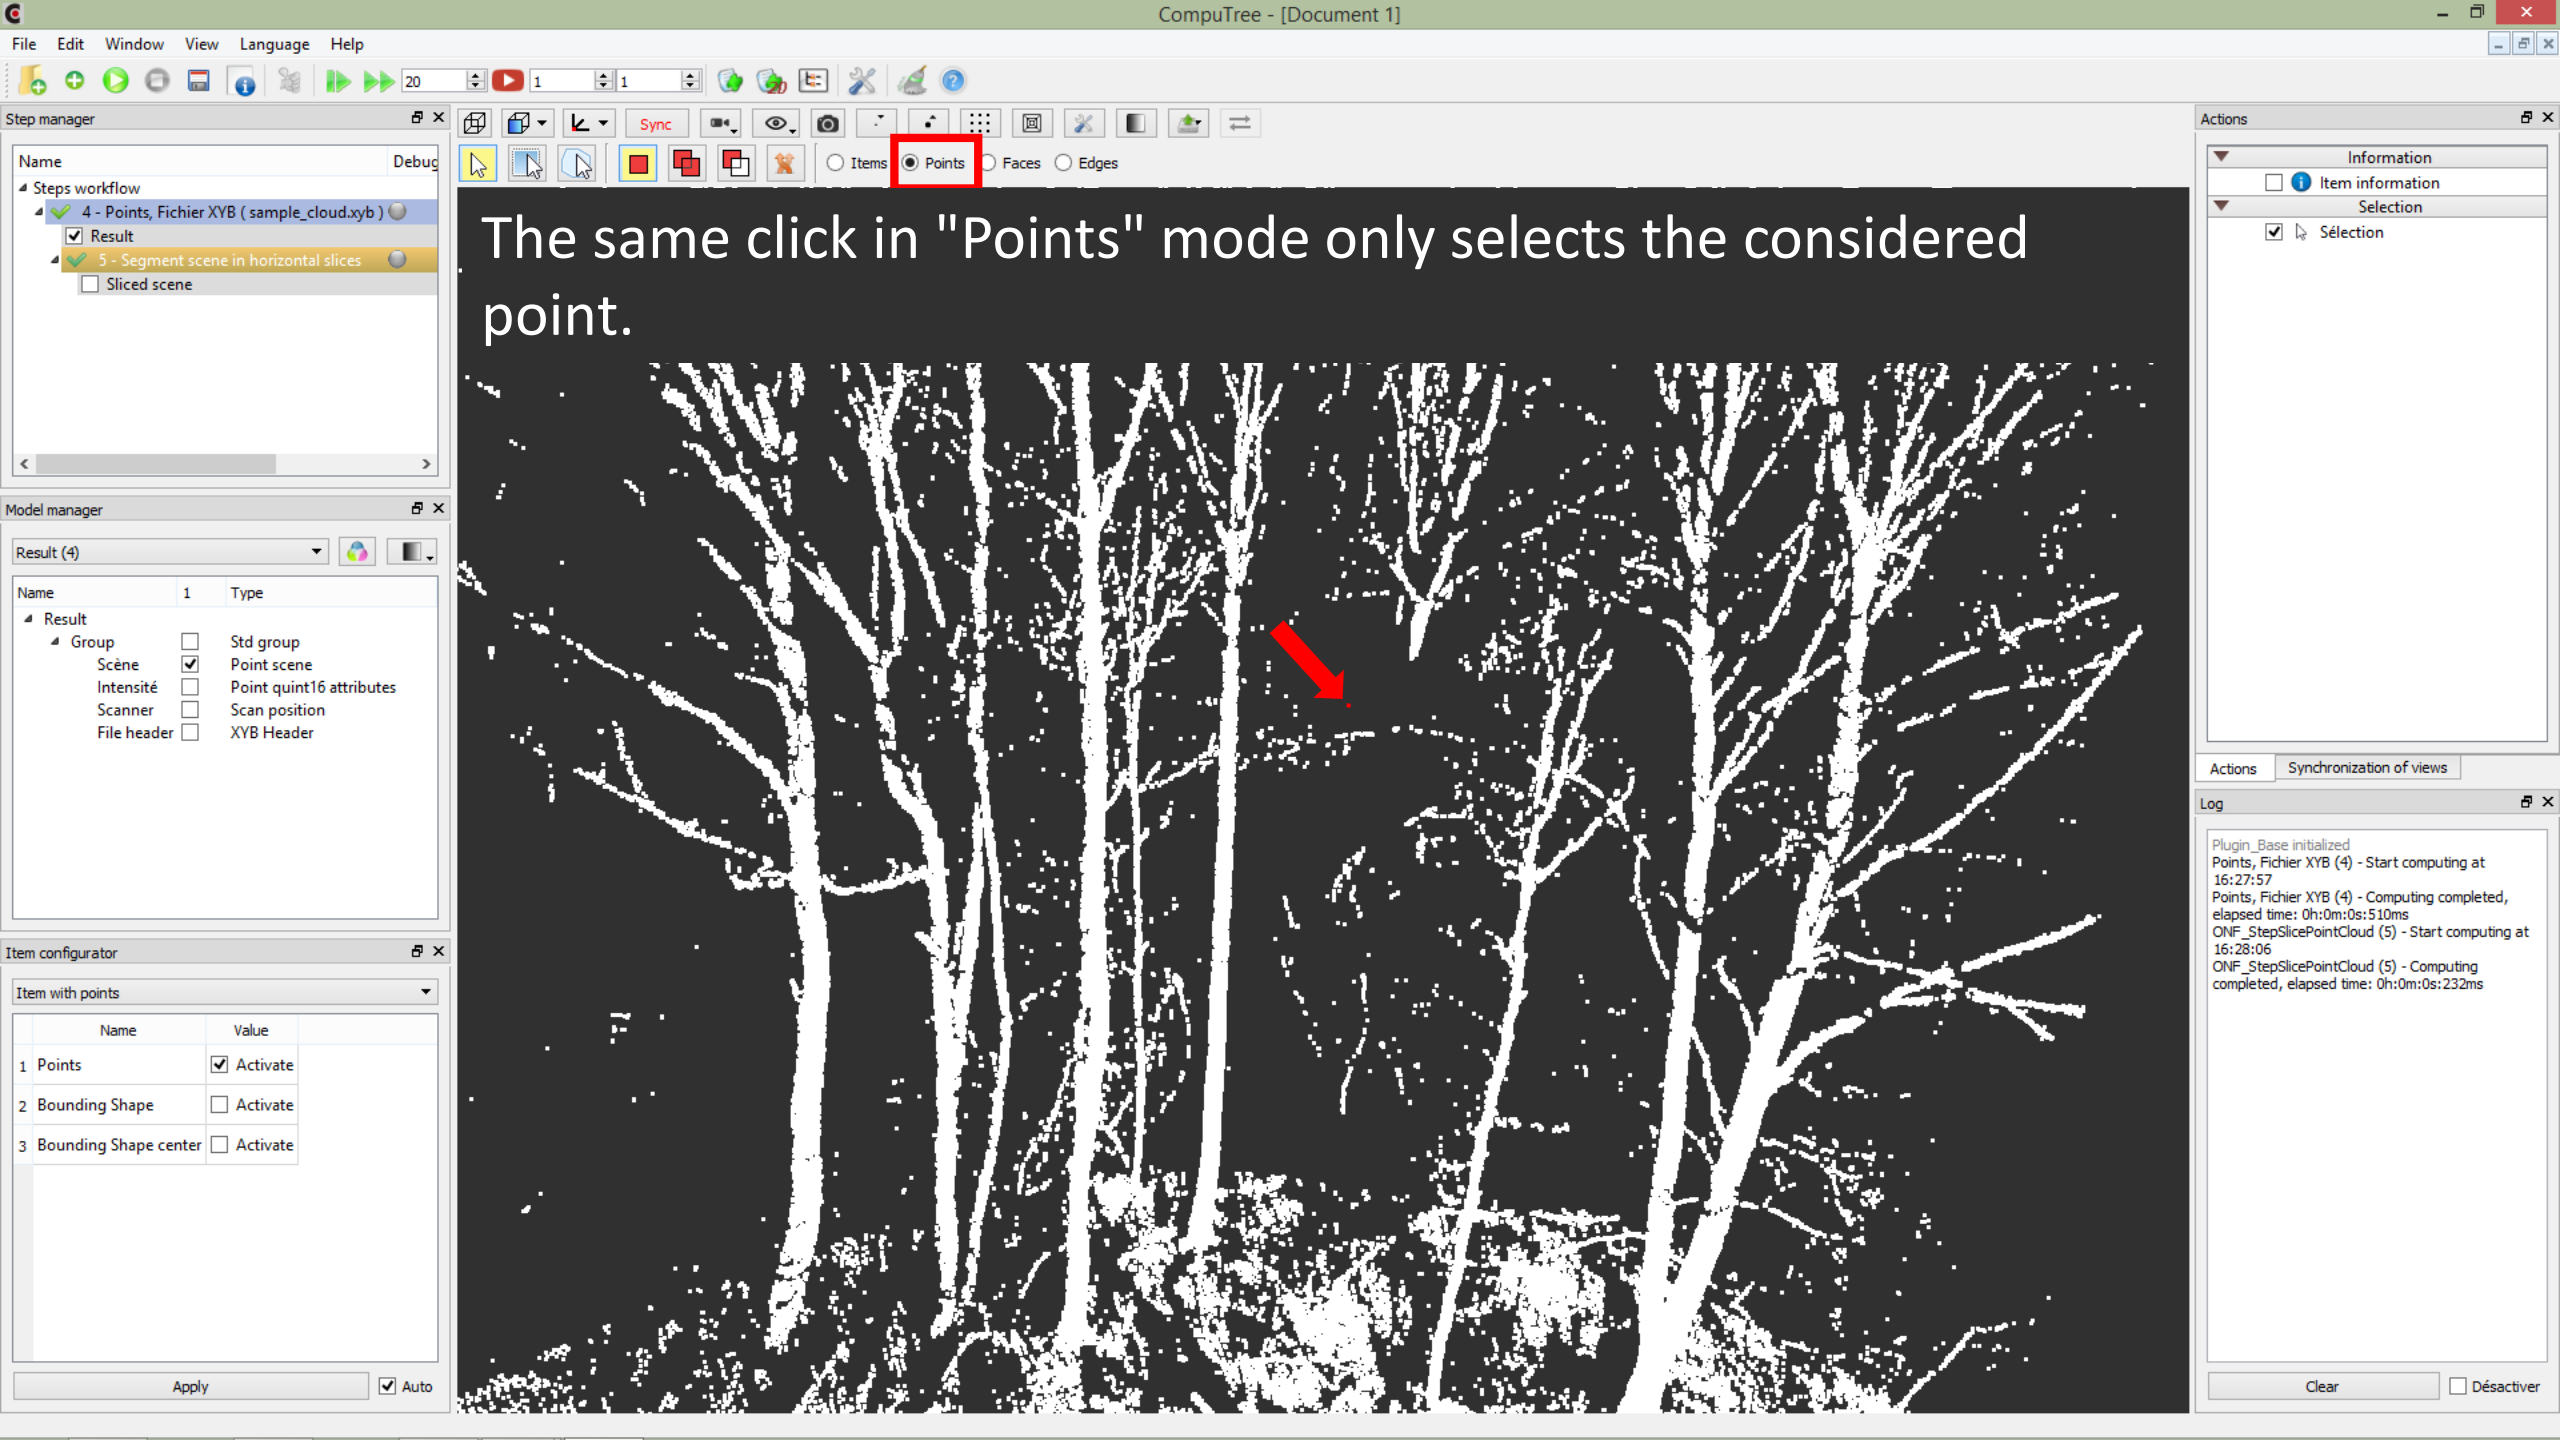 CompuTree - [Document 1]
File Edit Window View Language Help
20 1 1 2D
Step manager
Name Debug
Steps workflow
4 - Points, Fichier XYB ( sample_cloud.xyb )
Result
5 - Segment scene in horizontal slices
Sliced scene
Sync
Items Points Faces Edges
The same click in "Points" mode only selects the considered
point.
Model manager
Result (4)
Name 1 Type
Result
Group Std group
Scène Point scene
Intensité Point quint16 attributes
Scanner Scan position
File header XYB Header
Item configurator
Item with points
Name Value
1 Points Activate
2 Bounding Shape Activate
3 Bounding Shape center Activate
Apply Auto
Actions
Information
Item information
Selection
Sélection
Actions Synchronization of views
Log
Plugin_Base initialized
Points, Fichier XYB (4) - Start computing at
16:27:57
Points, Fichier XYB (4) - Computing completed,
elapsed time: 0h:0m:0s:510ms
ONF_StepSlicePointCloud (5) - Start computing at
16:28:06
ONF_StepSlicePointCloud (5) - Computing
completed, elapsed time: 0h:0m:0s:232ms
Clear Désactiver